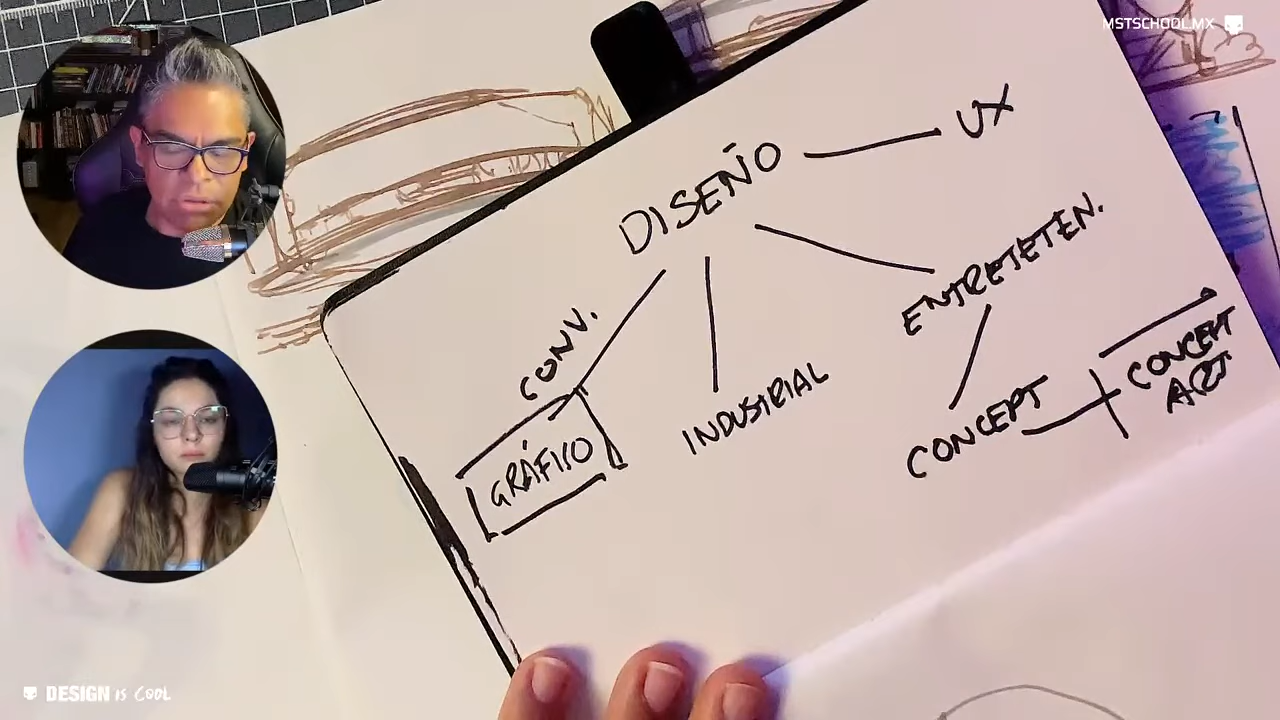 MSTSCHOOL.MX
UX
DISEÑO
ENTRETETEN.
CONV.
GRÁFICO
INDUSTRIAL
CONCEPT
CONCEPT
ART
DESIGN IS COOL